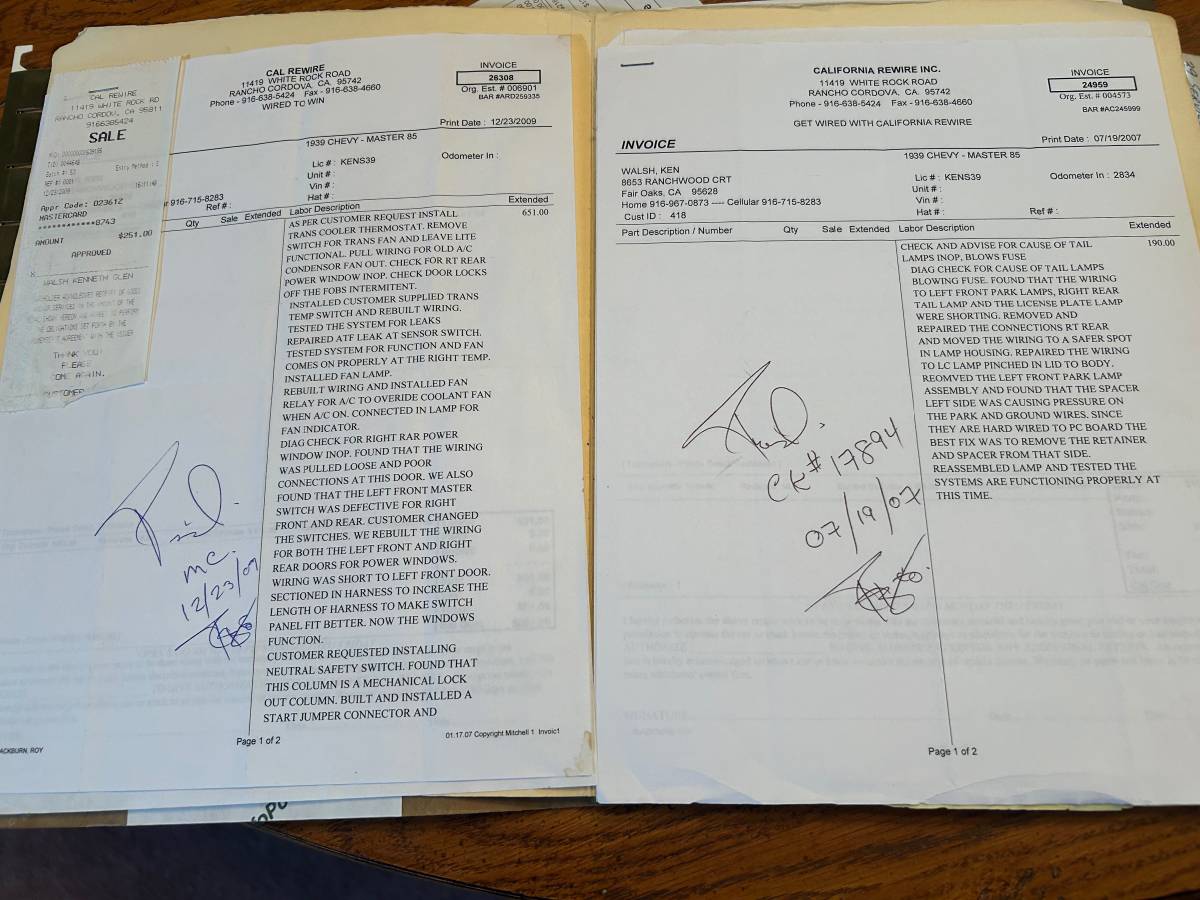 CAL REWIRE
11419 WHITE ROCK RD
RANCHO CORDOV, CA 95811
9166385424
SALE
Batch #: 53
Entry Method: S
12/23/2009
16:11:48
Appr Code: 02361Z
MASTERCARD
************8743
AMOUNT $251.00
APPROVED
X
WALSH KENNETH GLEN
THANK YOU!
PLEASE
COME AGAIN.
CUSTOMER
CAL REWIRE
11419 WHITE ROCK ROAD
RANCHO CORDOVA, CA. 95742
Phone - 916-638-5424 Fax - 916-638-4660
WIRED TO WIN
INVOICE
26308
Org. Est. # 006901
BAR #ARD259335
Print Date : 12/23/2009
1939 CHEVY - MASTER 85
Lic # : KENS39
Odometer In :
Unit # :
Vin # :
916-715-8283
Hat # :
Ref # :
Qty Sale Extended Labor Description Extended
AS PER CUSTOMER REQUEST INSTALL 651.00
TRANS COOLER THERMOSTAT. REMOVE
SWITCH FOR TRANS FAN AND LEAVE LITE
FUNCTIONAL. PULL WIRING FOR OLD A/C
CONDENSOR FAN OUT. CHECK FOR RT REAR
POWER WINDOW INOP. CHECK DOOR LOCKS
OFF THE FOBS INTERMITENT.
INSTALLED CUSTOMER SUPPLIED TRANS
TEMP SWITCH AND REBUILT WIRING.
TESTED THE SYSTEM FOR LEAKS
REPAIRED ATF LEAK AT SENSOR SWITCH.
TESTED SYSTEM FOR FUNCTION AND FAN
COMES ON PROPERLY AT THE RIGHT TEMP.
INSTALLED FAN LAMP.
REBUILT WIRING AND INSTALLED FAN
RELAY FOR A/C TO OVERIDE COOLANT FAN
WHEN A/C ON. CONNECTED IN LAMP FOR
FAN INDICATOR.
DIAG CHECK FOR RIGHT RAR POWER
WINDOW INOP. FOUND THAT THE WIRING
WAS PULLED LOOSE AND POOR
CONNECTIONS AT THIS DOOR. WE ALSO
FOUND THAT THE LEFT FRONT MASTER
SWITCH WAS DEFECTIVE FOR RIGHT
FRONT AND REAR. CUSTOMER CHANGED
THE SWITCHES. WE REBUILT THE WIRING
FOR BOTH THE LEFT FRONT AND RIGHT
REAR DOORS FOR POWER WINDOWS.
WIRING WAS SHORT TO LEFT FRONT DOOR.
SECTIONED IN HARNESS TO INCREASE THE
LENGTH OF HARNESS TO MAKE SWITCH
PANEL FIT BETTER. NOW THE WINDOWS
FUNCTION.
CUSTOMER REQUESTED INSTALLING
NEUTRAL SAFETY SWITCH. FOUND THAT
THIS COLUMN IS A MECHANICAL LOCK
OUT COLUMN. BUILT AND INSTALLED A
START JUMPER CONNECTOR AND
Paid.
MC.
12/23/09
ACKBURN, ROY
Page 1 of 2
01.17.07 Copyright Mitchell 1 Invoic1
CALIFORNIA REWIRE INC.
11419 WHITE ROCK ROAD
RANCHO CORDOVA, CA. 95742
Phone - 916-638-5424 Fax - 916-638-4660
GET WIRED WITH CALIFORNIA REWIRE
INVOICE
24959
Org. Est. # 004573
BAR #AC245999
INVOICE
Print Date : 07/19/2007
1939 CHEVY - MASTER 85
WALSH, KEN
8653 RANCHWOOD CRT
Fair Oaks, CA 95628
Home 916-967-0873 ---- Cellular 916-715-8283
Cust ID : 418
Lic # : KENS39
Odometer In : 2834
Unit # :
Vin # :
Hat # :
Ref # :
Part Description / Number Qty Sale Extended Labor Description Extended
CHECK AND ADVISE FOR CAUSE OF TAIL 190.00
LAMPS INOP, BLOWS FUSE
DIAG CHECK FOR CAUSE OF TAIL LAMPS
BLOWING FUSE. FOUND THAT THE WIRING
TO LEFT FRONT PARK LAMPS, RIGHT REAR
TAIL LAMP AND THE LICENSE PLATE LAMP
WERE SHORTING. REMOVED AND
REPAIRED THE CONNECTIONS RT REAR
AND MOVED THE WIRING TO A SAFER SPOT
IN LAMP HOUSING. REPAIRED THE WIRING
TO LC LAMP PINCHED IN LID TO BODY.
REOMVED THE LEFT FRONT PARK LAMP
ASSEMBLY AND FOUND THAT THE SPACER
LEFT SIDE WAS CAUSING PRESSURE ON
THE PARK AND GROUND WIRES. SINCE
THEY ARE HARD WIRED TO PC BOARD THE
BEST FIX WAS TO REMOVE THE RETAINER
AND SPACER FROM THAT SIDE.
REASSEMBLED LAMP AND TESTED THE
SYSTEMS ARE FUNCTIONING PROPERLY AT
THIS TIME.
Paid.
CK# 17894
07/19/07
Page 1 of 2